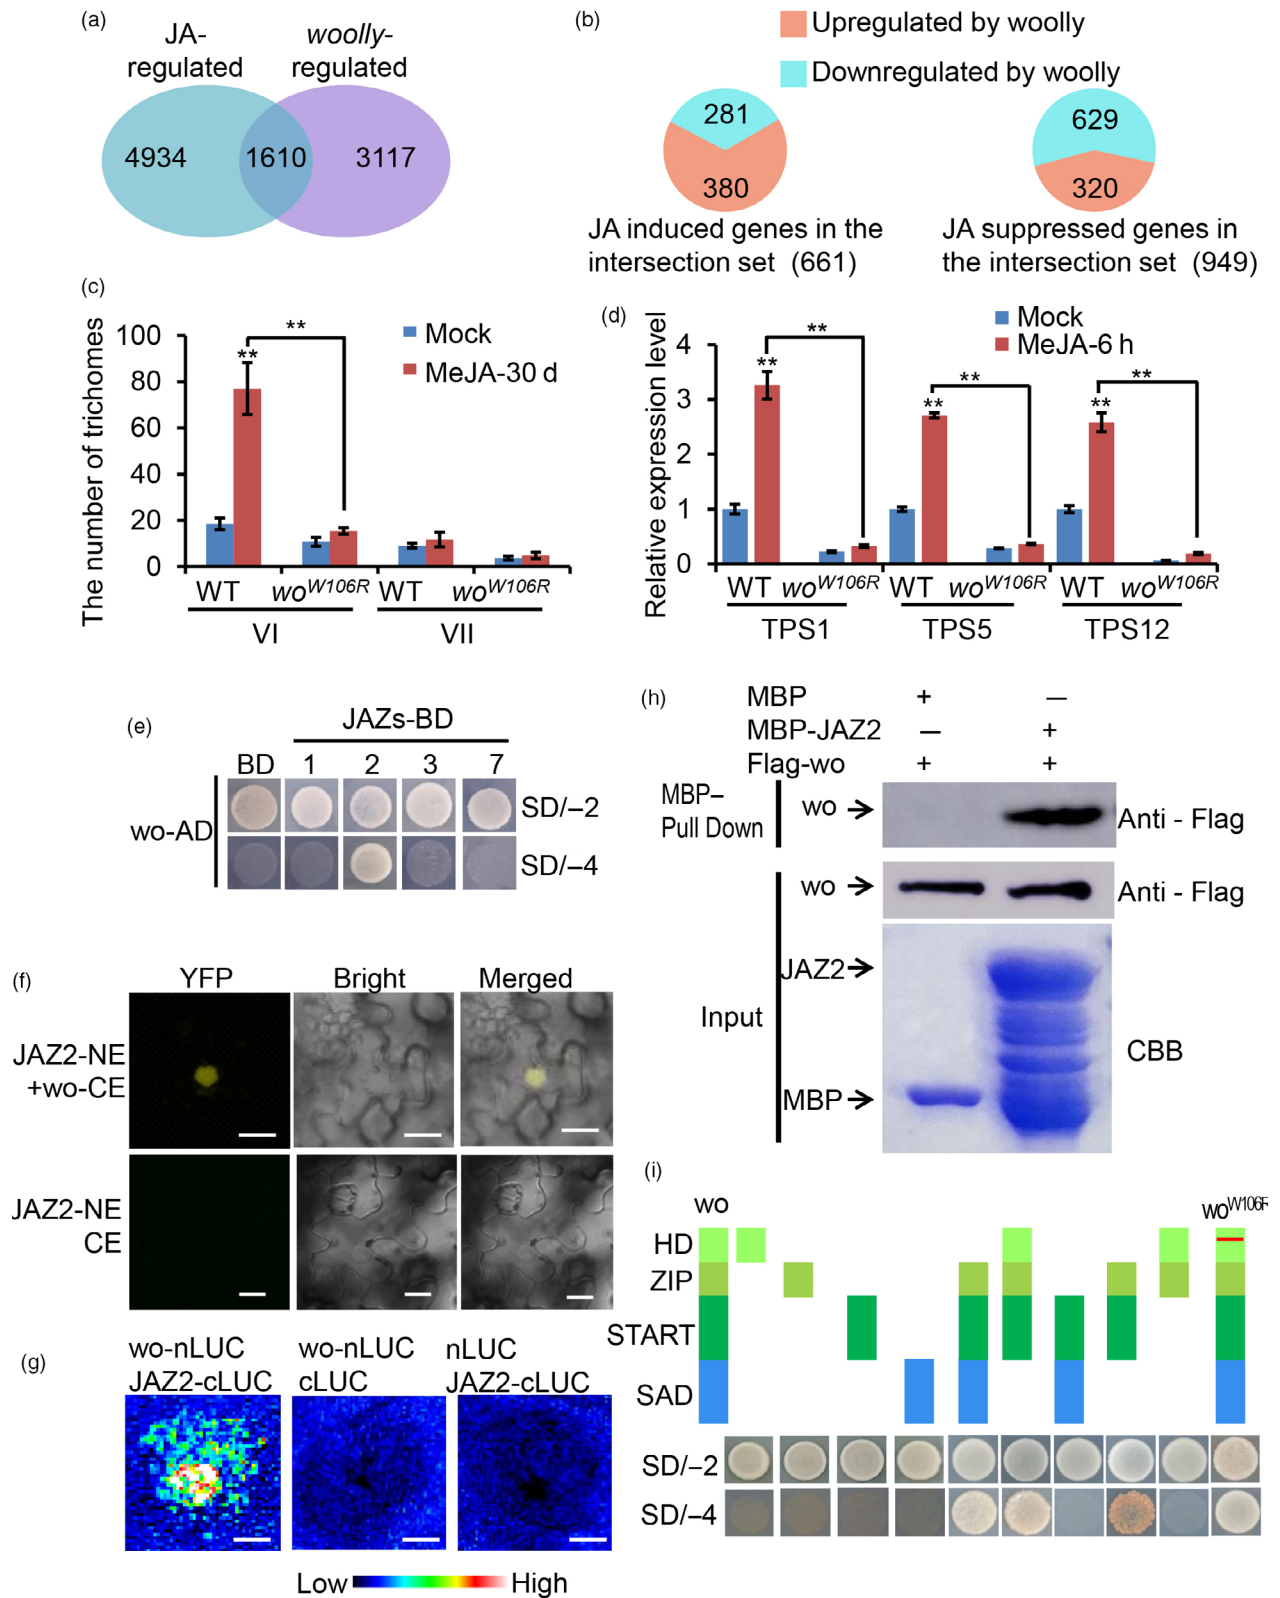 (a)
JA-
regulated
woolly-
regulated
4934
1610
3117
(b)
Upregulated by woolly
Downregulated by woolly
281
380
629
320
JA induced genes in the
intersection set (661)
JA suppressed genes in
the intersection set (949)
(c)
The number of trichomes
100
80
60
40
20
0
**
**
Mock
MeJA-30 d
WT
wo^W106R
WT
wo^W106R
VI
VII
(d)
Relative expression level
4
3
2
1
0
Mock
MeJA-6 h
**
**
**
**
**
**
WT
wo^W106R
WT
wo^W106R
WT
wo^W106R
TPS1
TPS5
TPS12
(e)
JAZs-BD
BD 1 2 3 7
wo-AD
SD/–2
SD/–4
(f)
YFP
Bright
Merged
JAZ2-NE
+wo-CE
JAZ2-NE
CE
(g)
wo-nLUC
JAZ2-cLUC
wo-nLUC
cLUC
nLUC
JAZ2-cLUC
Low
High
(h)
MBP + —
MBP-JAZ2 — +
Flag-wo + +
MBP–
Pull Down
wo
Anti - Flag
wo
Anti - Flag
Input
JAZ2
MBP
CBB
(i)
wo
wo^W106R
HD
ZIP
START
SAD
SD/–2
SD/–4